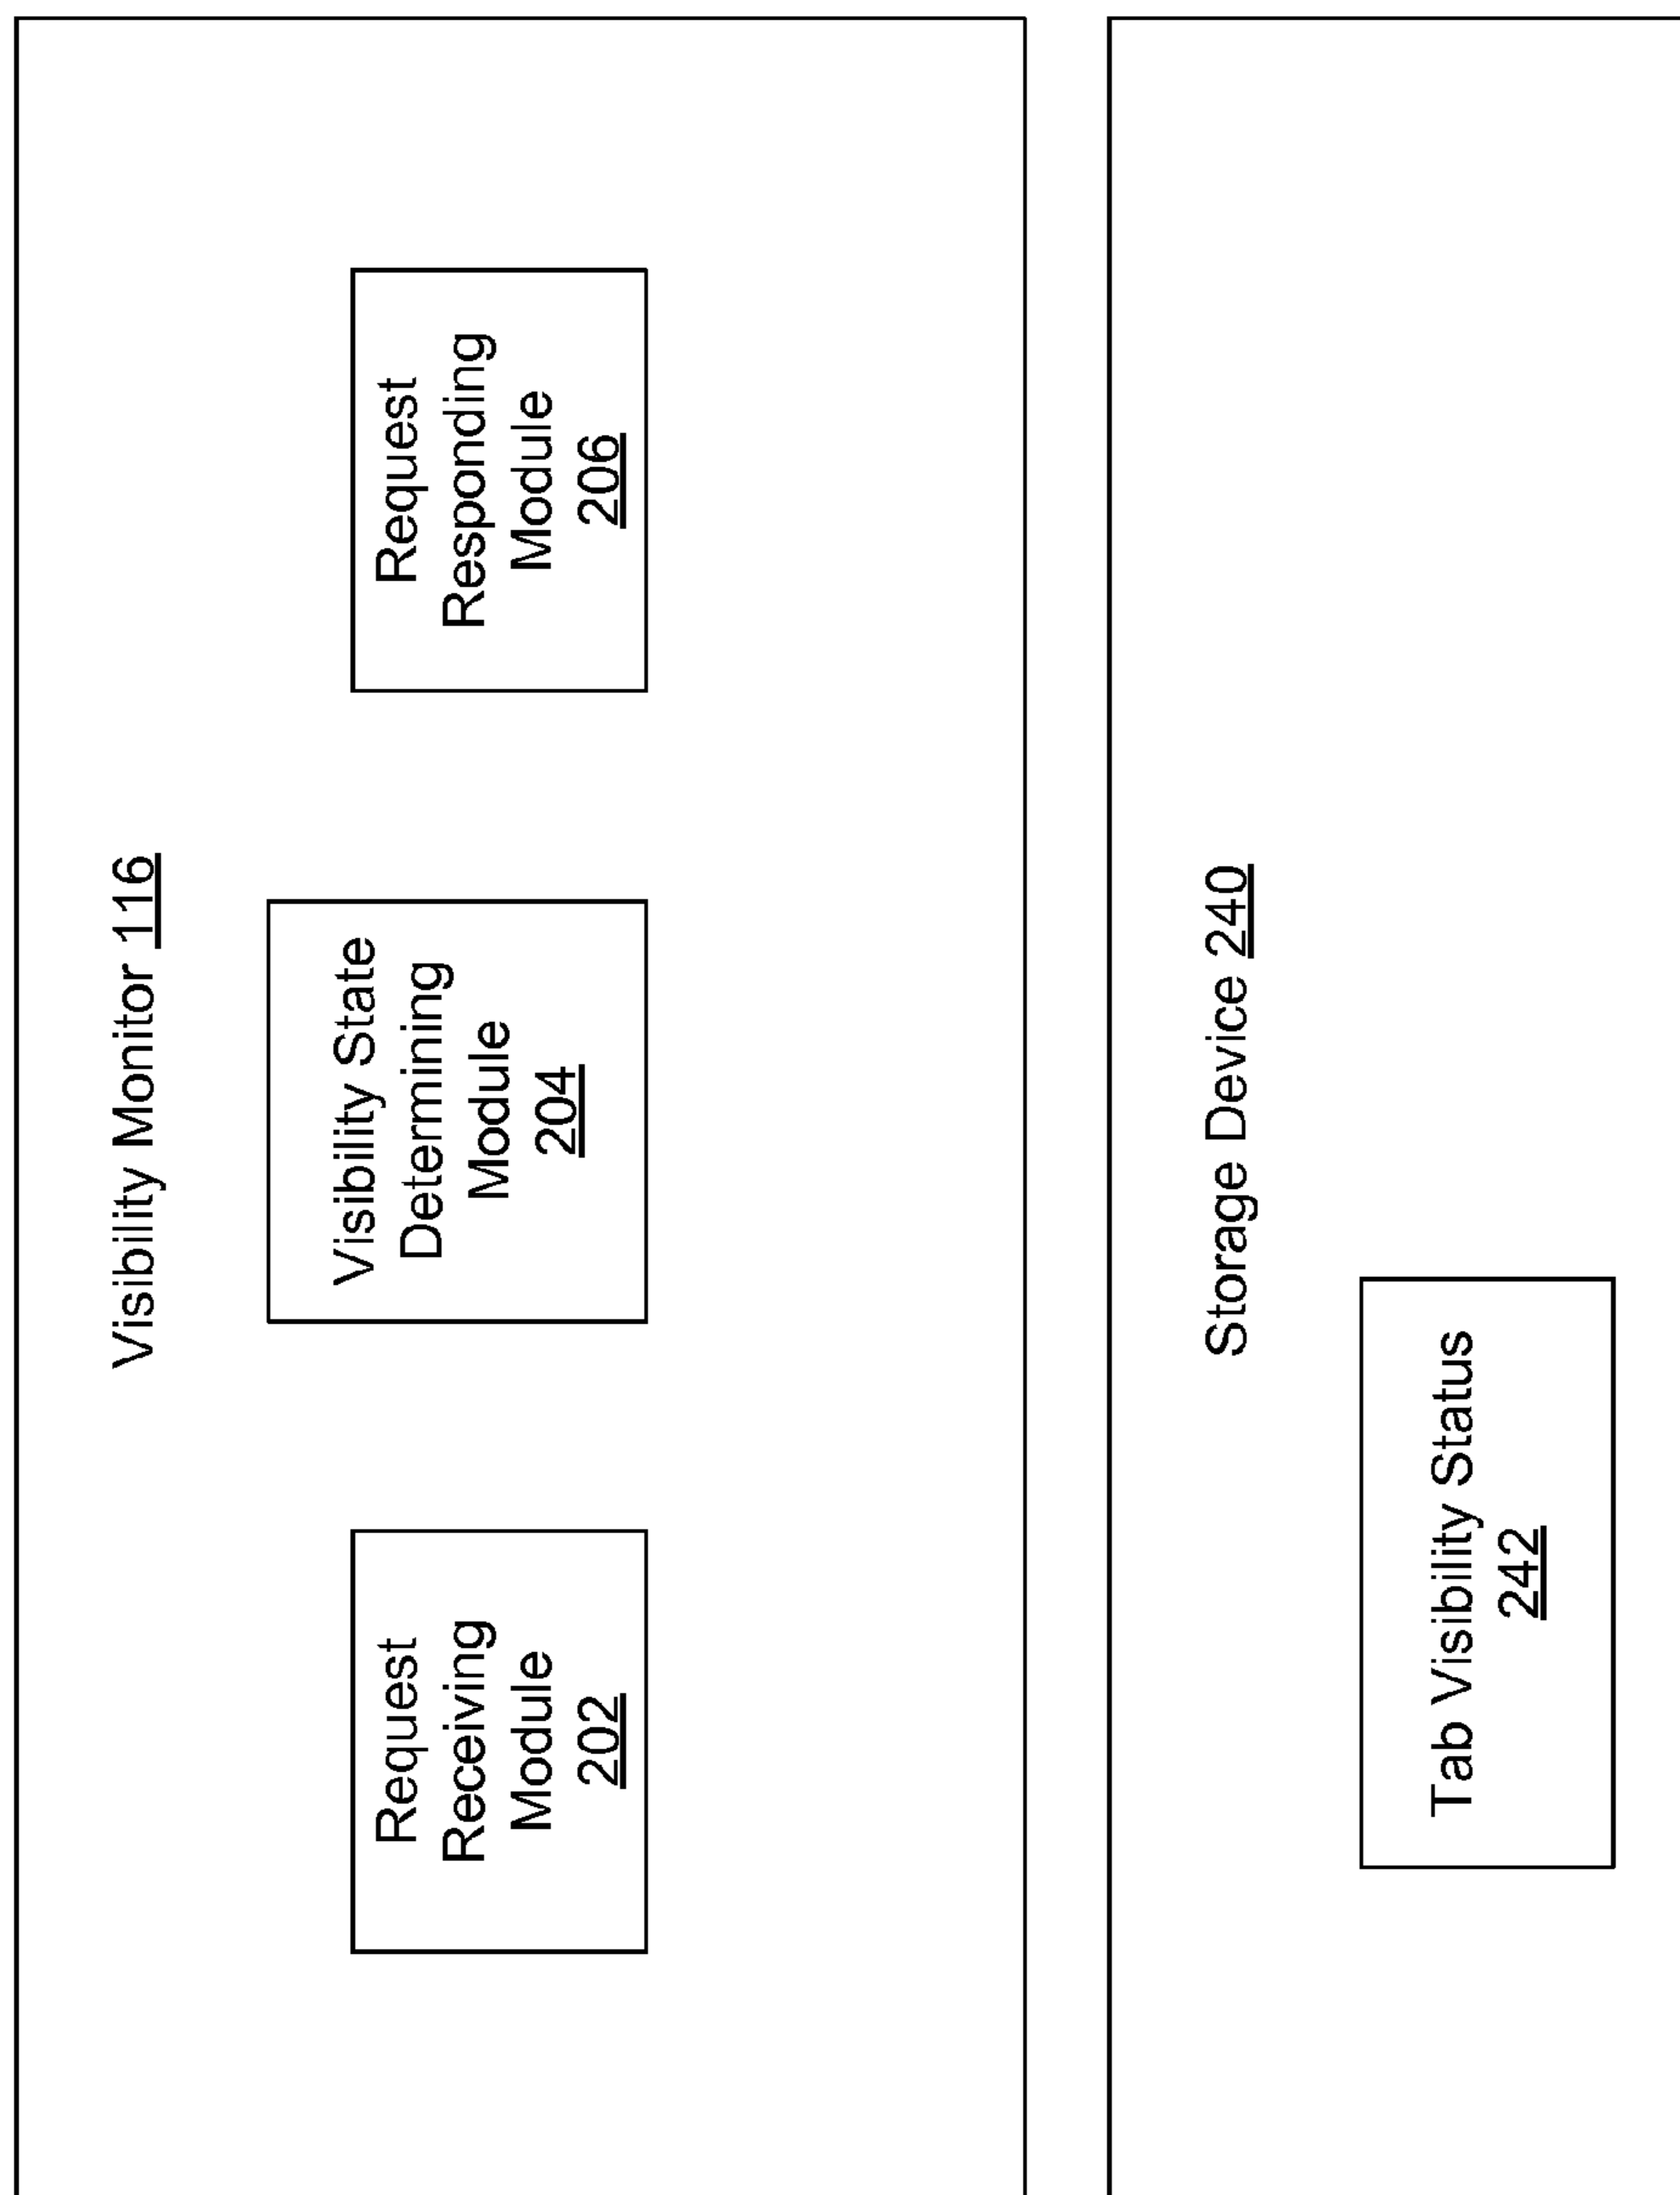 Visibility Monitor 116
Request
Receiving
Module
202
Visibility State
Determining
Module
204
Request
Responding
Module
206
Storage Device 240
Tab Visibility Status
242